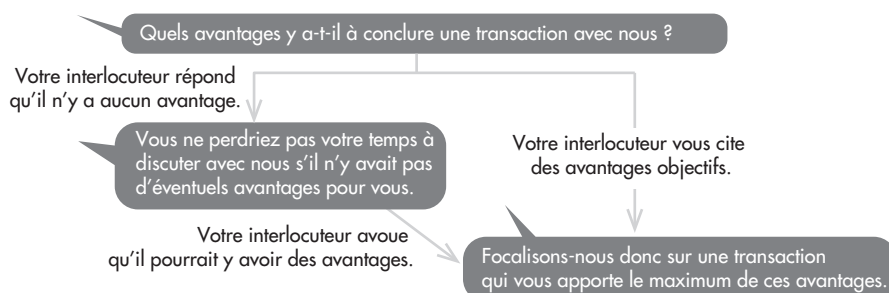 Quels avantages y a-t-il à conclure une transaction avec nous ?
Votre interlocuteur répond
qu'il n'y a aucun avantage.
Vous ne perdriez pas votre temps à
discuter avec nous s'il n'y avait pas
d'éventuels avantages pour vous.
Votre interlocuteur vous cite
des avantages objectifs.
Votre interlocuteur avoue
qu'il pourrait y avoir des avantages.
Focalisons-nous donc sur une transaction
qui vous apporte le maximum de ces avantages.